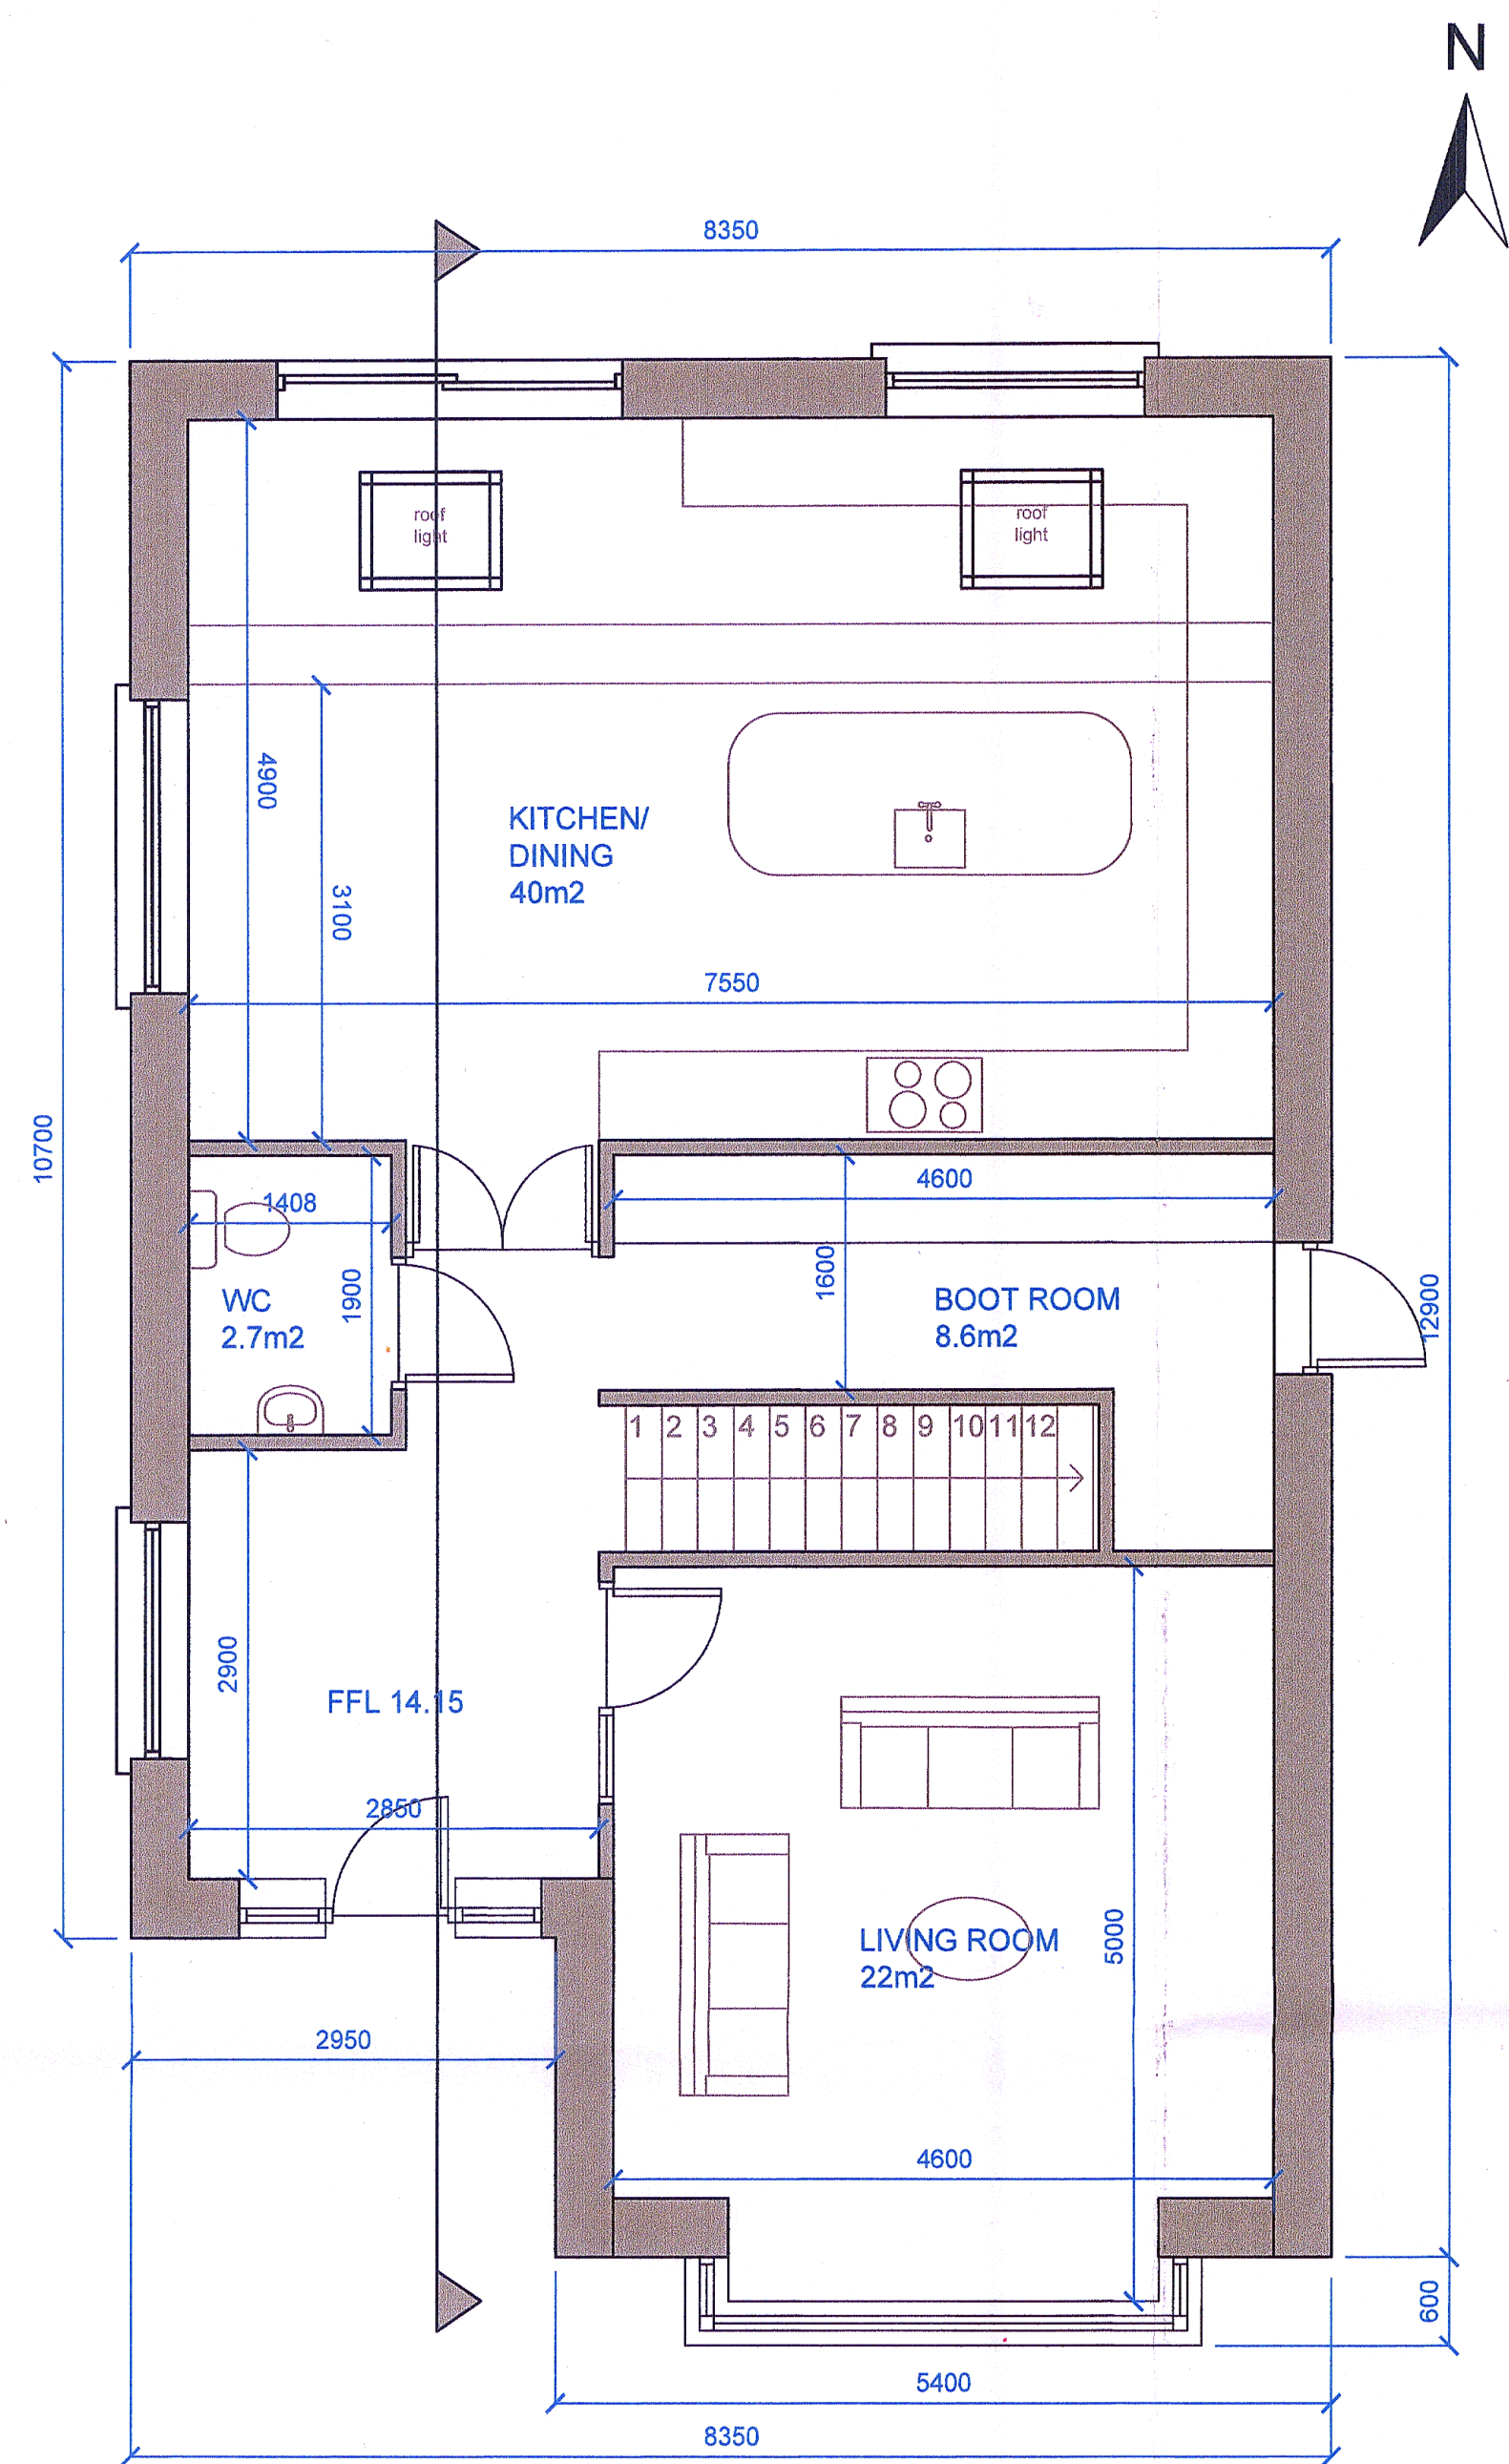 N
8350
roof
light
roof
light
4900
3100
KITCHEN/
DINING
40m2
7550
10700
4600
1408
1600
1900
WC
2.7m2
BOOT ROOM
8.6m2
12900
1 2 3 4 5 6 7 8 9 10 11 12
2900
FFL 14.15
2850
LIVING ROOM
22m2
5000
2950
4600
600
5400
8350